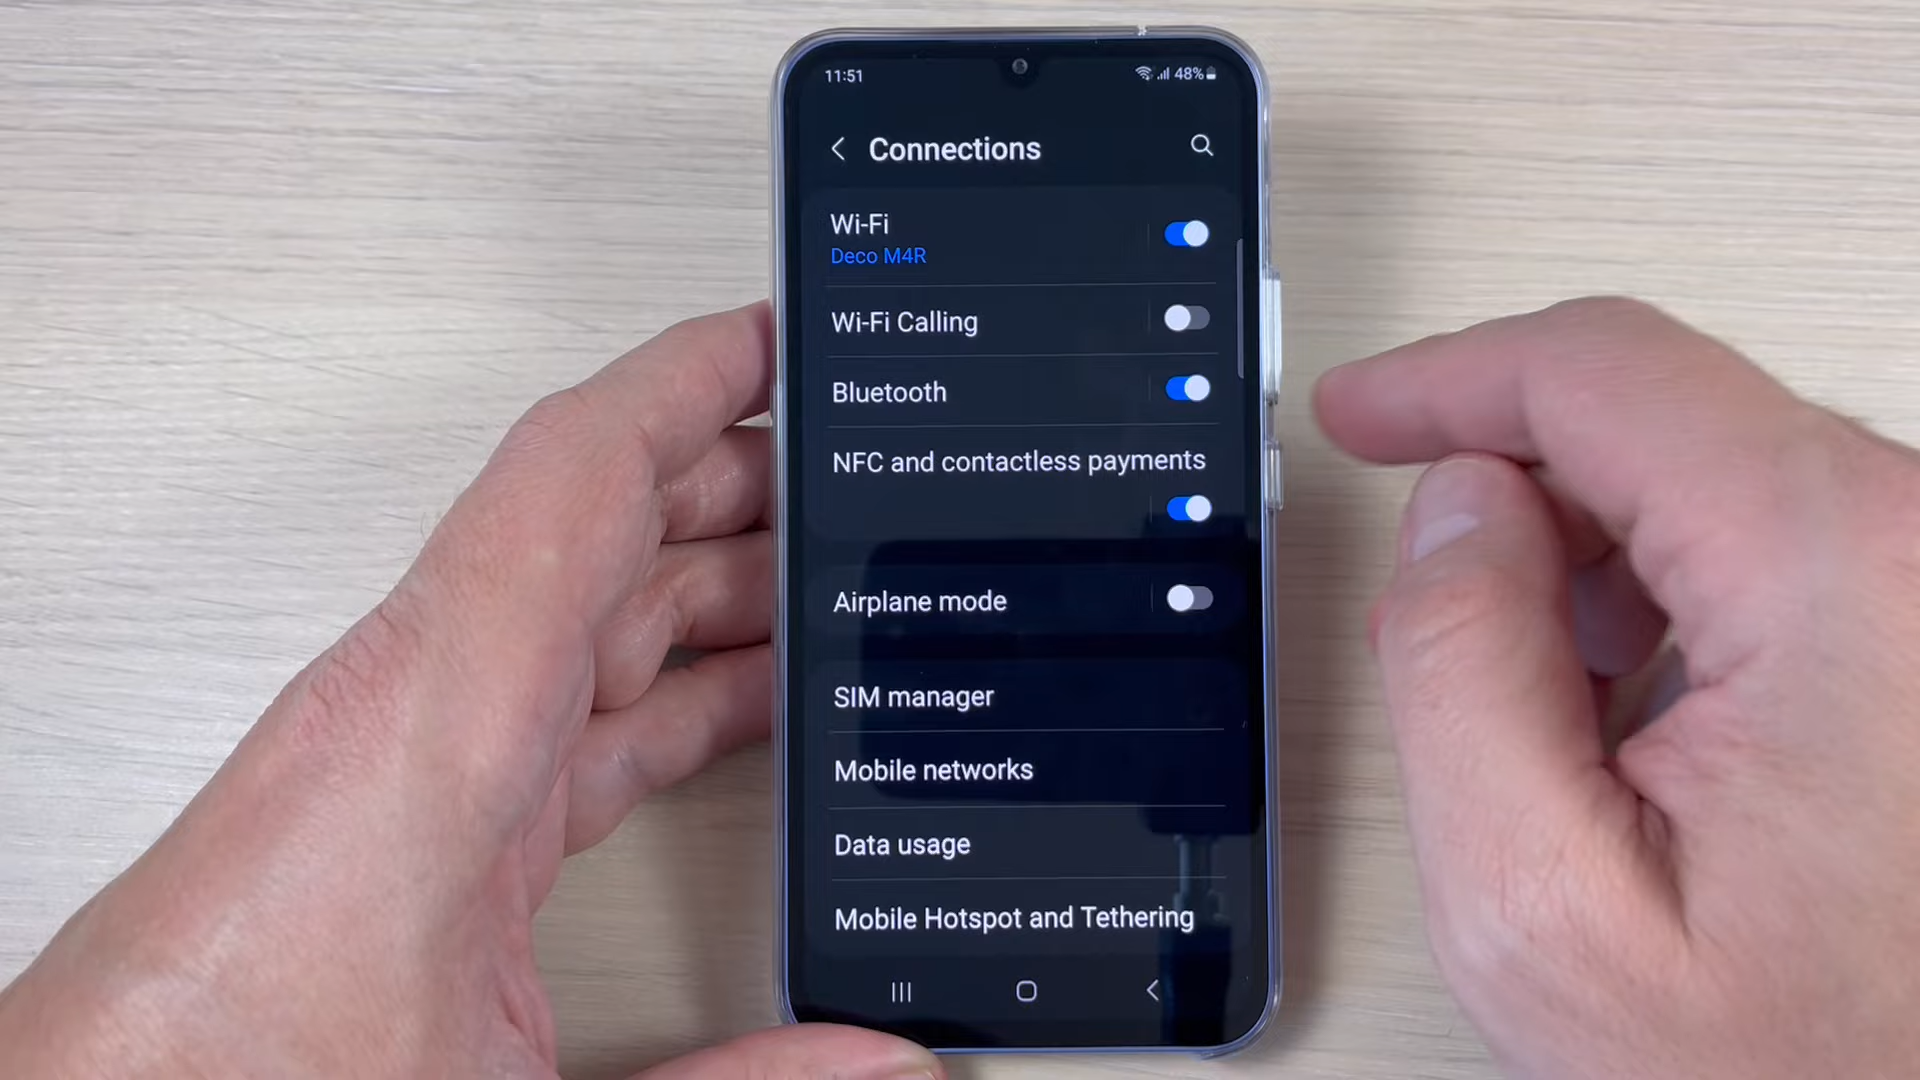 11:51
48%
Connections
Wi-Fi
Deco M4R
Wi-Fi Calling
Bluetooth
NFC and contactless payments
Airplane mode
SIM manager
Mobile networks
Data usage
Mobile Hotspot and Tethering